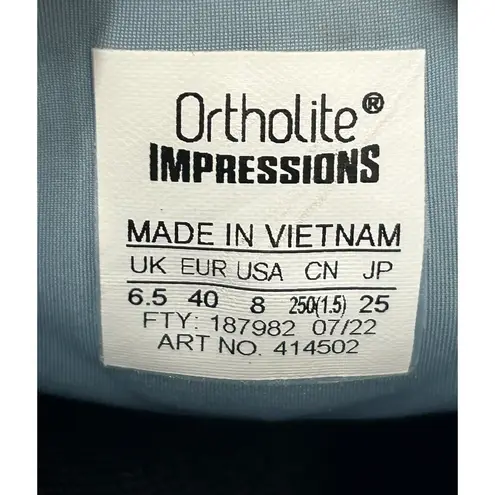 Ortholite®
IMPRESSIONS
MADE IN VIETNAM
UK EUR USA CN JP
6.5 40 8 250(1.5) 25
FTY: 187982 07/22
ART NO. 414502